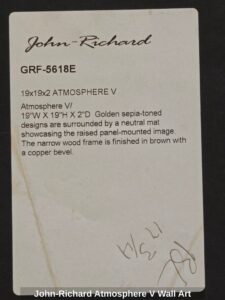 John-Richard
GRF-5618E
19x19x2 ATMOSPHERE V
Atmosphere V/
19"W X 19"H X 2"D Golden sepia-toned
designs are surrounded by a neutral mat
showcasing the raised panel-mounted image.
The narrow wood frame is finished in brown with
a copper bevel.
John-Richard Atmosphere V Wall Art